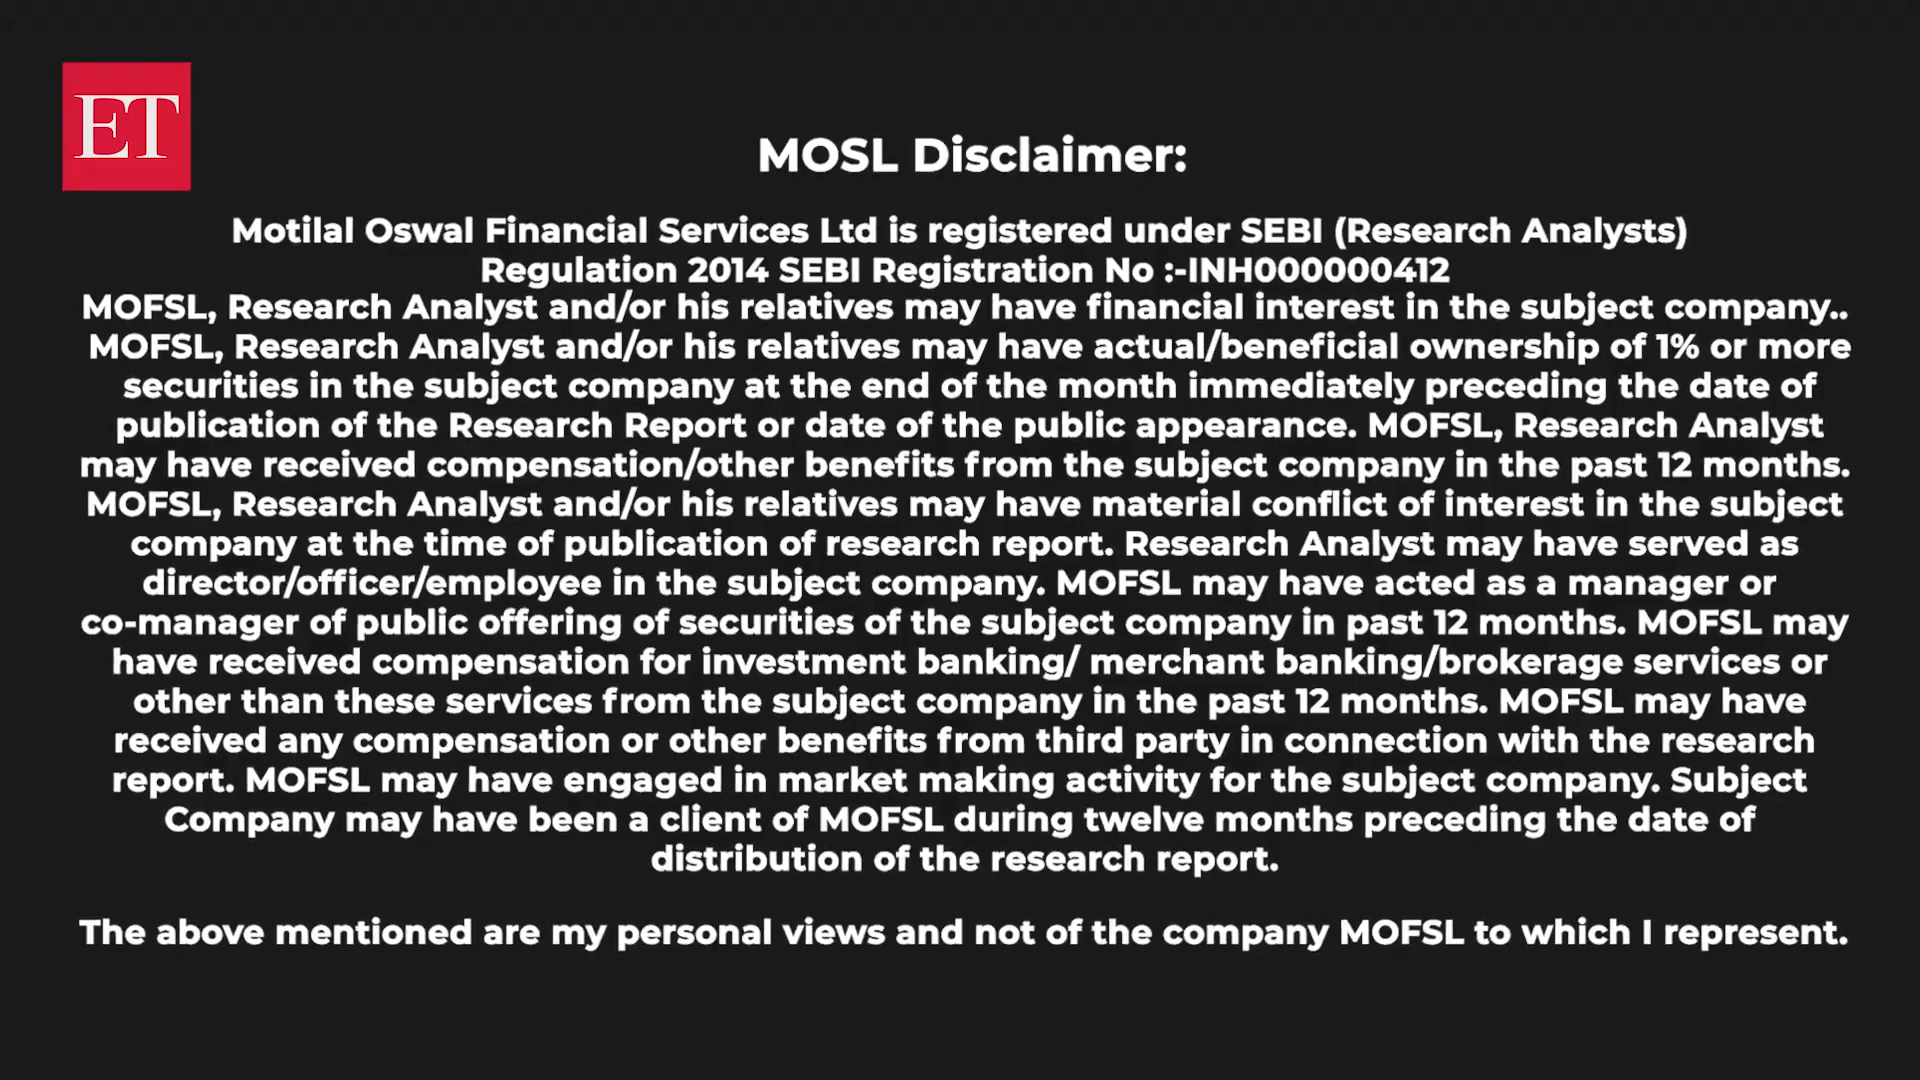 ET
MOSL Disclaimer:
Motilal Oswal Financial Services Ltd is registered under SEBI (Research Analysts)
Regulation 2014 SEBI Registration No :-INH000000412
MOFSL, Research Analyst and/or his relatives may have financial interest in the subject company..
MOFSL, Research Analyst and/or his relatives may have actual/beneficial ownership of 1% or more
securities in the subject company at the end of the month immediately preceding the date of
publication of the Research Report or date of the public appearance. MOFSL, Research Analyst
may have received compensation/other benefits from the subject company in the past 12 months.
MOFSL, Research Analyst and/or his relatives may have material conflict of interest in the subject
company at the time of publication of research report. Research Analyst may have served as
director/officer/employee in the subject company. MOFSL may have acted as a manager or
co-manager of public offering of securities of the subject company in past 12 months. MOFSL may
have received compensation for investment banking/ merchant banking/brokerage services or
other than these services from the subject company in the past 12 months. MOFSL may have
received any compensation or other benefits from third party in connection with the research
report. MOFSL may have engaged in market making activity for the subject company. Subject
Company may have been a client of MOFSL during twelve months preceding the date of
distribution of the research report.
The above mentioned are my personal views and not of the company MOFSL to which I represent.